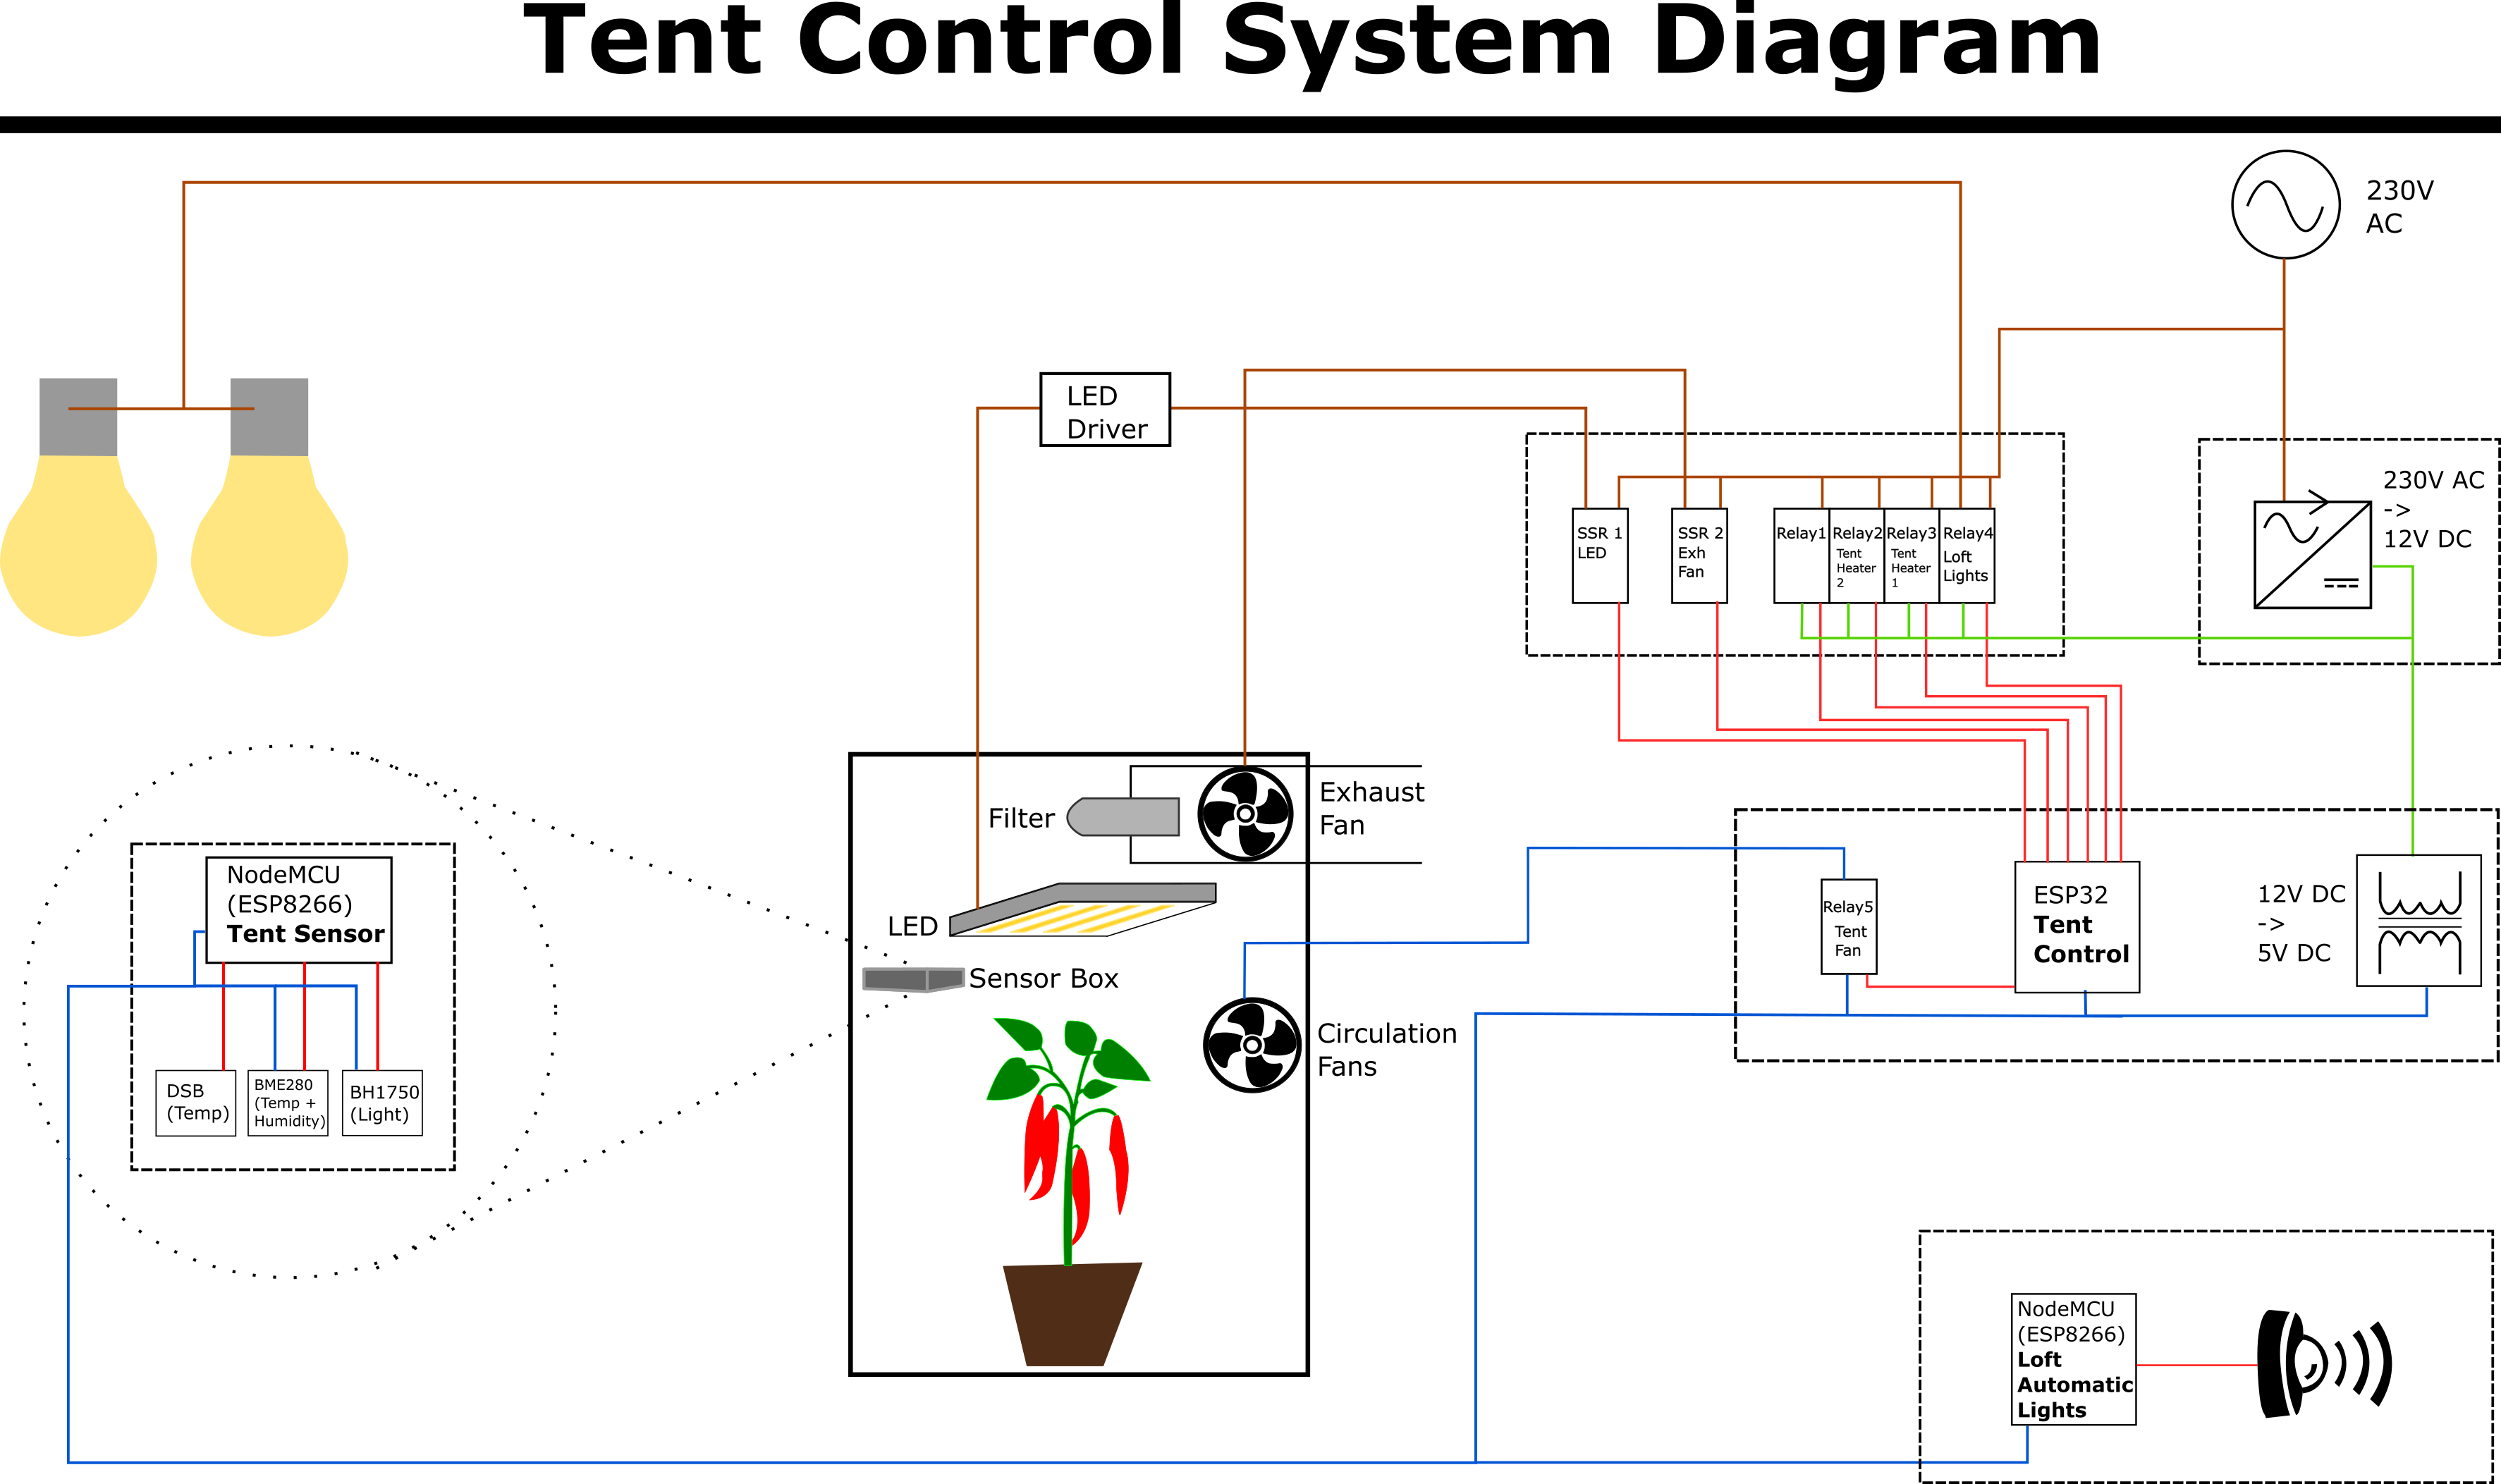 Tent Control System Diagram
230V
AC
LED
Driver
230V AC
->
12V DC
SSR 1
LED
SSR 2
Exh
Fan
Relay1
Relay2
Tent
Heater
2
Relay3
Tent
Heater
1
Relay4
Loft
Lights
Filter
Exhaust
Fan
LED
Sensor Box
Circulation
Fans
NodeMCU
(ESP8266)
Tent Sensor
DSB
(Temp)
BME280
(Temp +
Humidity)
BH1750
(Light)
Relay5
Tent
Fan
ESP32
Tent
Control
12V DC
->
5V DC
NodeMCU
(ESP8266)
Loft
Automatic
Lights